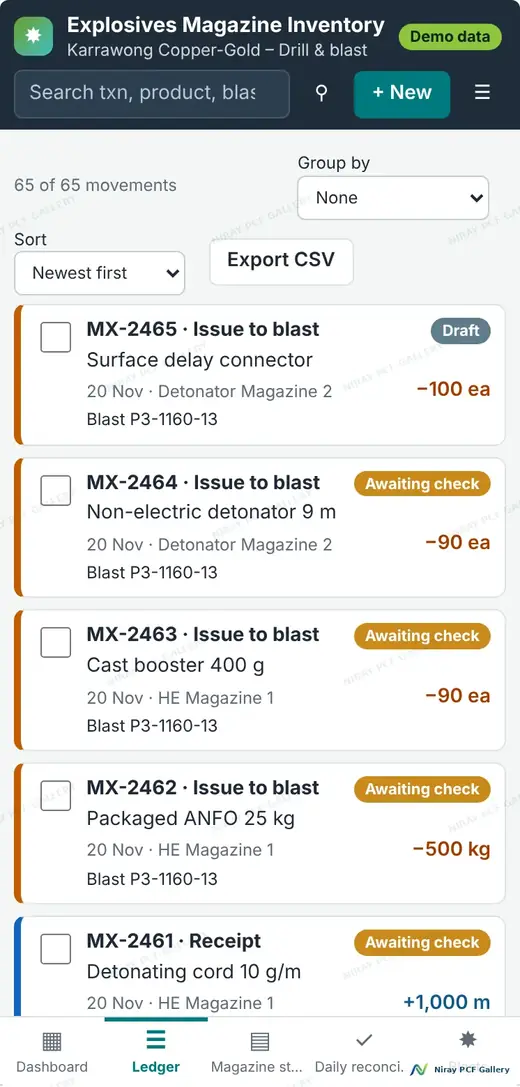 Explosives Magazine Inventory
Karrawong Copper-Gold – Drill & blast
Demo data
Search txn, product, blas
+ New
65 of 65 movements
Group by
None
Sort
Newest first
Export CSV
MX-2465 · Issue to blast
Draft
Surface delay connector
20 Nov · Detonator Magazine 2
−100 ea
Blast P3-1160-13
MX-2464 · Issue to blast
Awaiting check
Non-electric detonator 9 m
20 Nov · Detonator Magazine 2
−90 ea
Blast P3-1160-13
MX-2463 · Issue to blast
Awaiting check
Cast booster 400 g
20 Nov · HE Magazine 1
−90 ea
Blast P3-1160-13
MX-2462 · Issue to blast
Awaiting check
Packaged ANFO 25 kg
20 Nov · HE Magazine 1
−500 kg
Blast P3-1160-13
MX-2461 · Receipt
Awaiting check
Detonating cord 10 g/m
20 Nov · HE Magazine 1
+1,000 m
Dashboard
Ledger
Magazine st...
Daily reconci.
Niray PCF Gallery
NIRAY PCF GALLERY